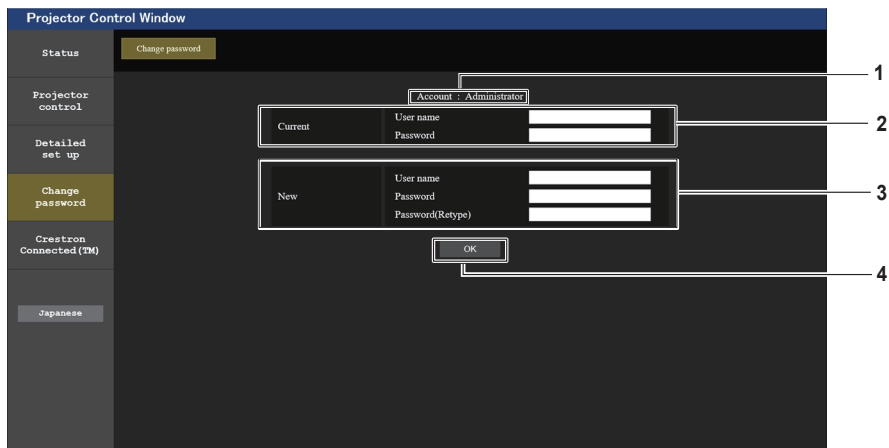 Projector Control Window
Status
Projector
control
Detailed
set up
Change
password
Crestron
Connected(TM)
Japanese
Change password
Account : Administrator
Current
User name
Password
New
User name
Password
Password(Retype)
OK
1
2
3
4